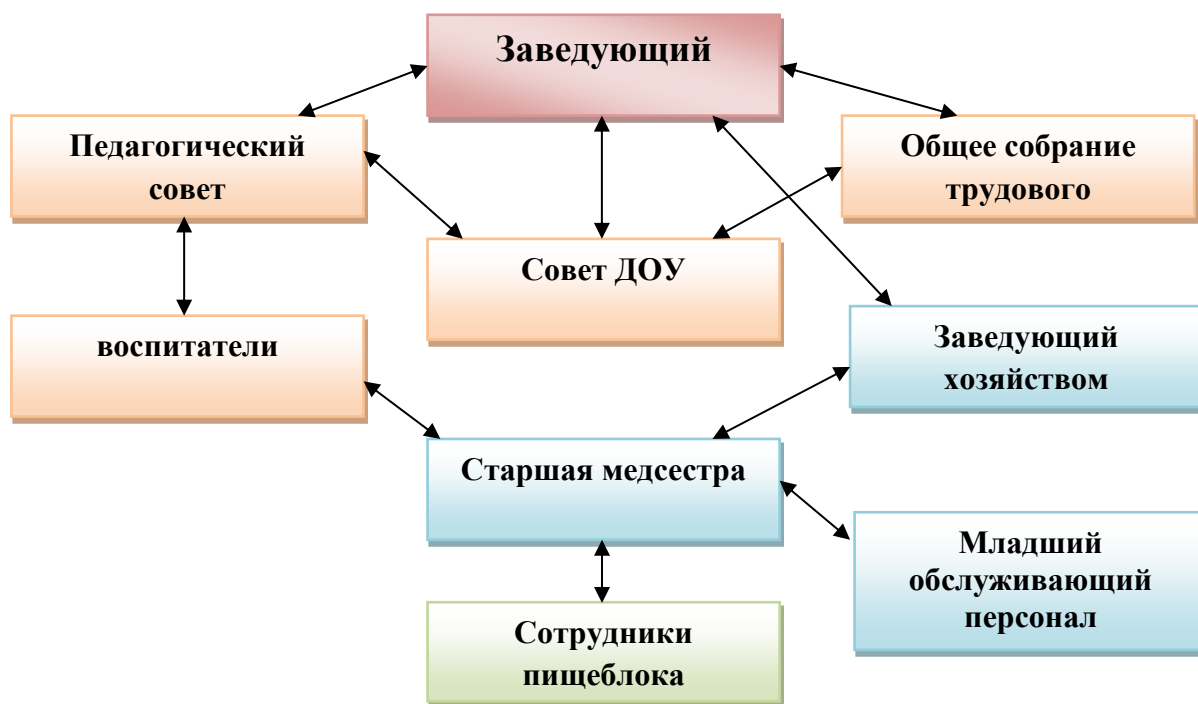 Заведующий
Педагогический
совет
Общее собрание
трудового
Совет ДОУ
воспитатели
Заведующий
хозяйством
Старшая медсестра
Младший
обслуживающий
персонал
Сотрудники
пищеблока